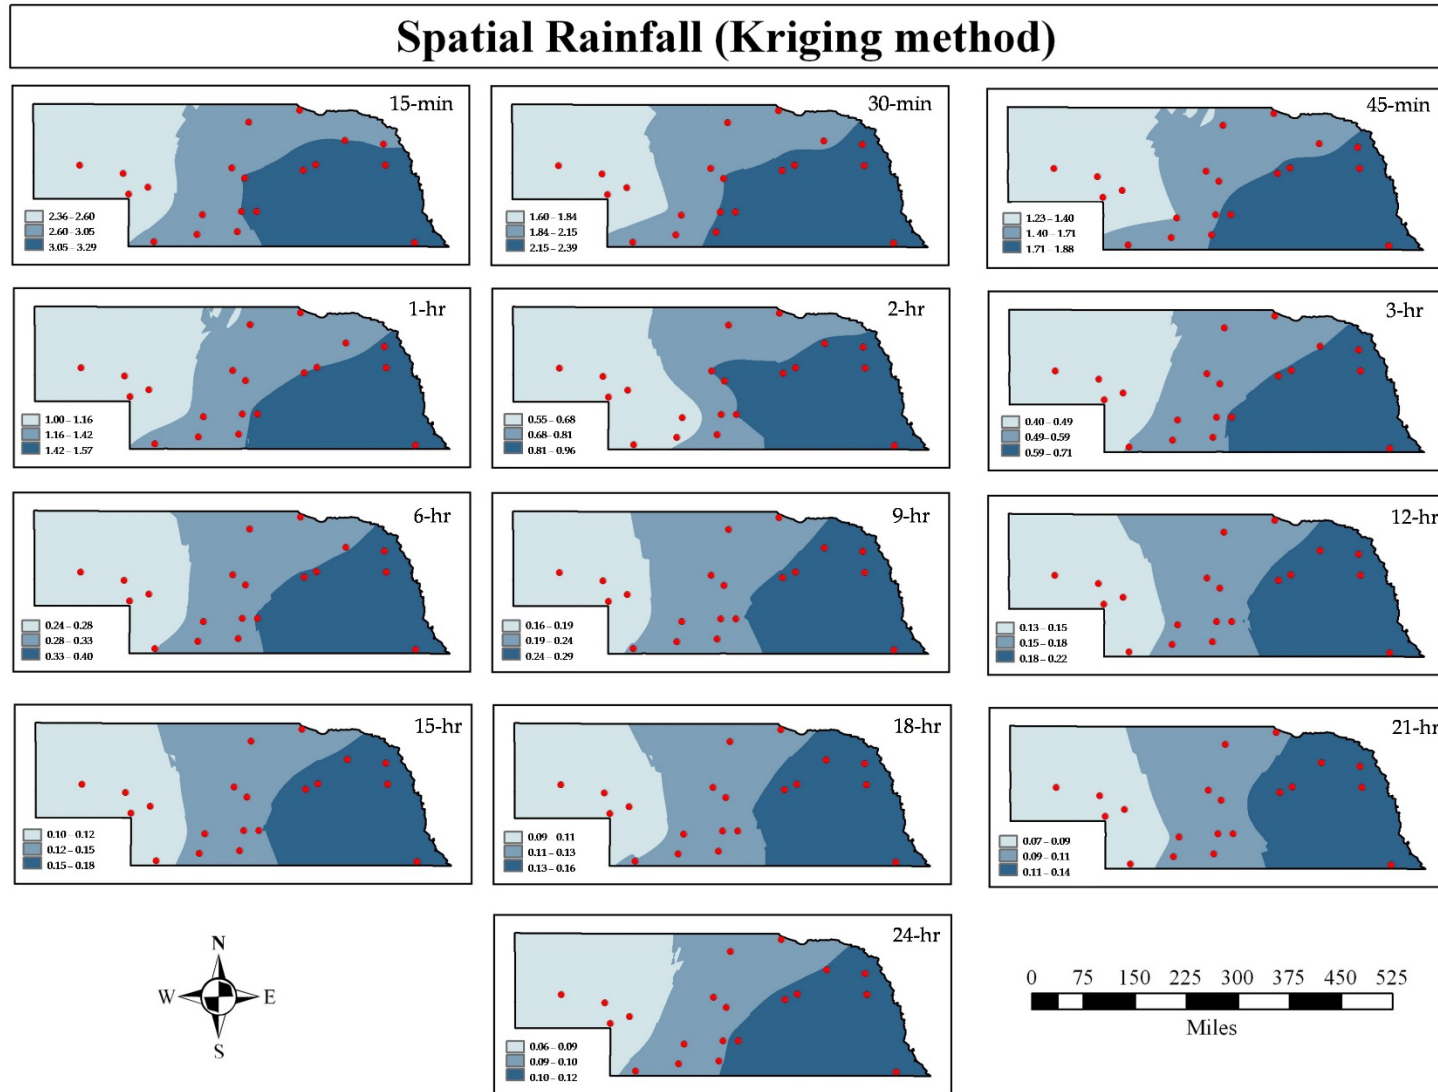 Spatial Rainfall (Kriging method)
15-min
2.36 – 2.60
2.60 – 3.05
3.05 – 3.29
30-min
1.60 – 1.84
1.84 – 2.15
2.15 – 2.39
45-min
1.23 – 1.40
1. 40 – 1.71
1.71 – 1.88
1-hr
1.00 – 1.16
1.16 – 1.42
1.42 – 1.57
2-hr
0.55 – 0.68
0.68 – 0.81
0.81 – 0.96
3-hr
0.40 – 0.49
0.49 – 0.59
0.59 – 0.71
6-hr
0.24 – 0.28
0.28 – 0.33
0.33 – 0.40
9-hr
0.16 – 0.19
0.19 – 0.24
0.24 – 0.29
12-hr
0.13 – 0.15
0.15 – 0.18
0.18 – 0.22
15-hr
0.10 – 0.12
0.12 – 0.15
0.15 – 0.18
18-hr
0.09 – 0.11
0.11 – 0.13
0.13 – 0.16
21-hr
0.07 – 0.09
0.09 – 0.11
0.11 – 0.14
24-hr
0.06 – 0.09
0.09 – 0.10
0.10 – 0.12
N
W E
S
0 75 150 225 300 375 450 525
Miles